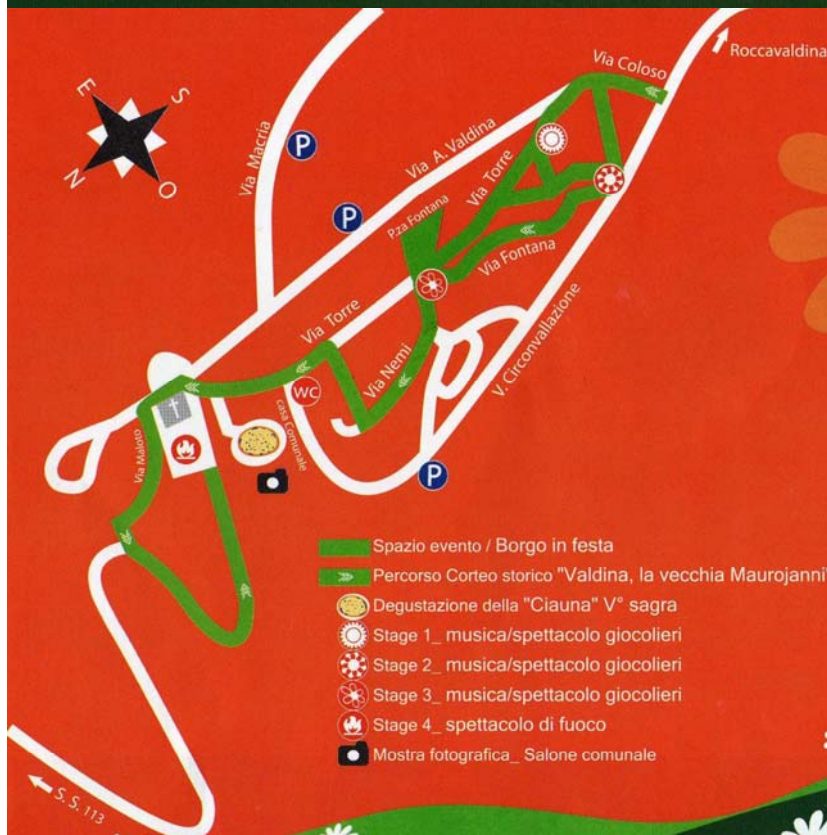 Via Coloso
Roccavaldina
E
S
N
O
Via Macria
P
Via A. Valdina
P
Via Torre
P.za Fontana
Via Fontana
Via Torre
Via Nemi
V. Circonvallazione
WC
casa Comunale
Via Maloto
P
Spazio evento / Borgo in festa
Percorso Corteo storico "Valdina, la vecchia Maurojanni"
Degustazione della "Ciauna" V° sagra
Stage 1_ musica/spettacolo giocolieri
Stage 2_ musica/spettacolo giocolieri
Stage 3_ musica/spettacolo giocolieri
Stage 4_ spettacolo di fuoco
Mostra fotografica_ Salone comunale
S.S. 113